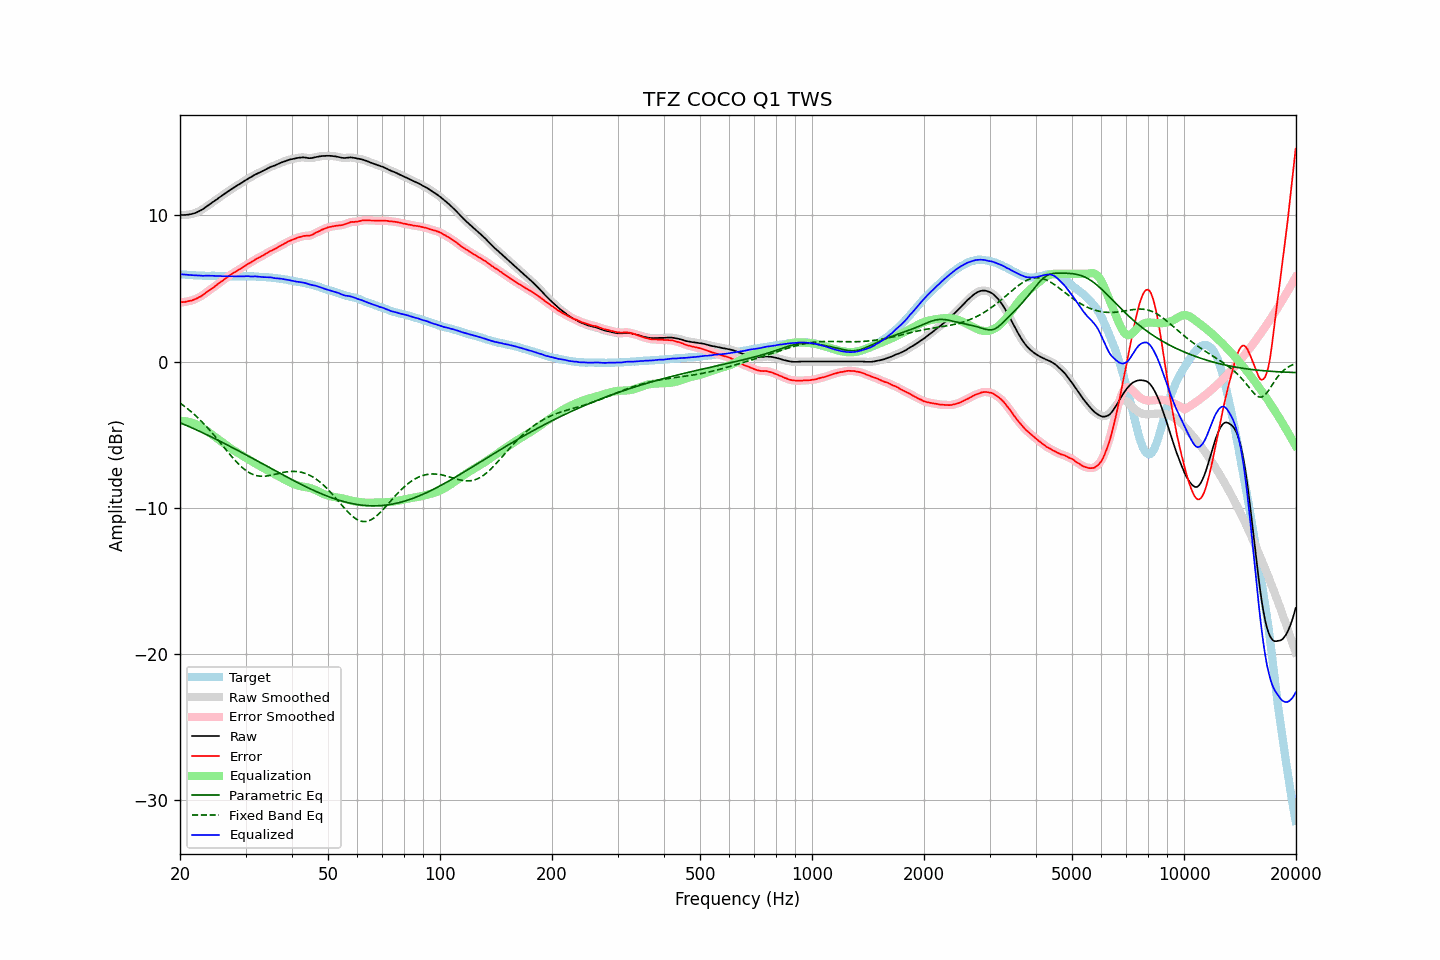 TFZ COCO Q1 TWS
Amplitude (dBr)
10
0
−10
−20
−30
Target
Raw Smoothed
Error Smoothed
Raw
Error
Equalization
Parametric Eq
Fixed Band Eq
Equalized
20 50 100 200 500 1000 2000 5000 10000 20000
Frequency (Hz)